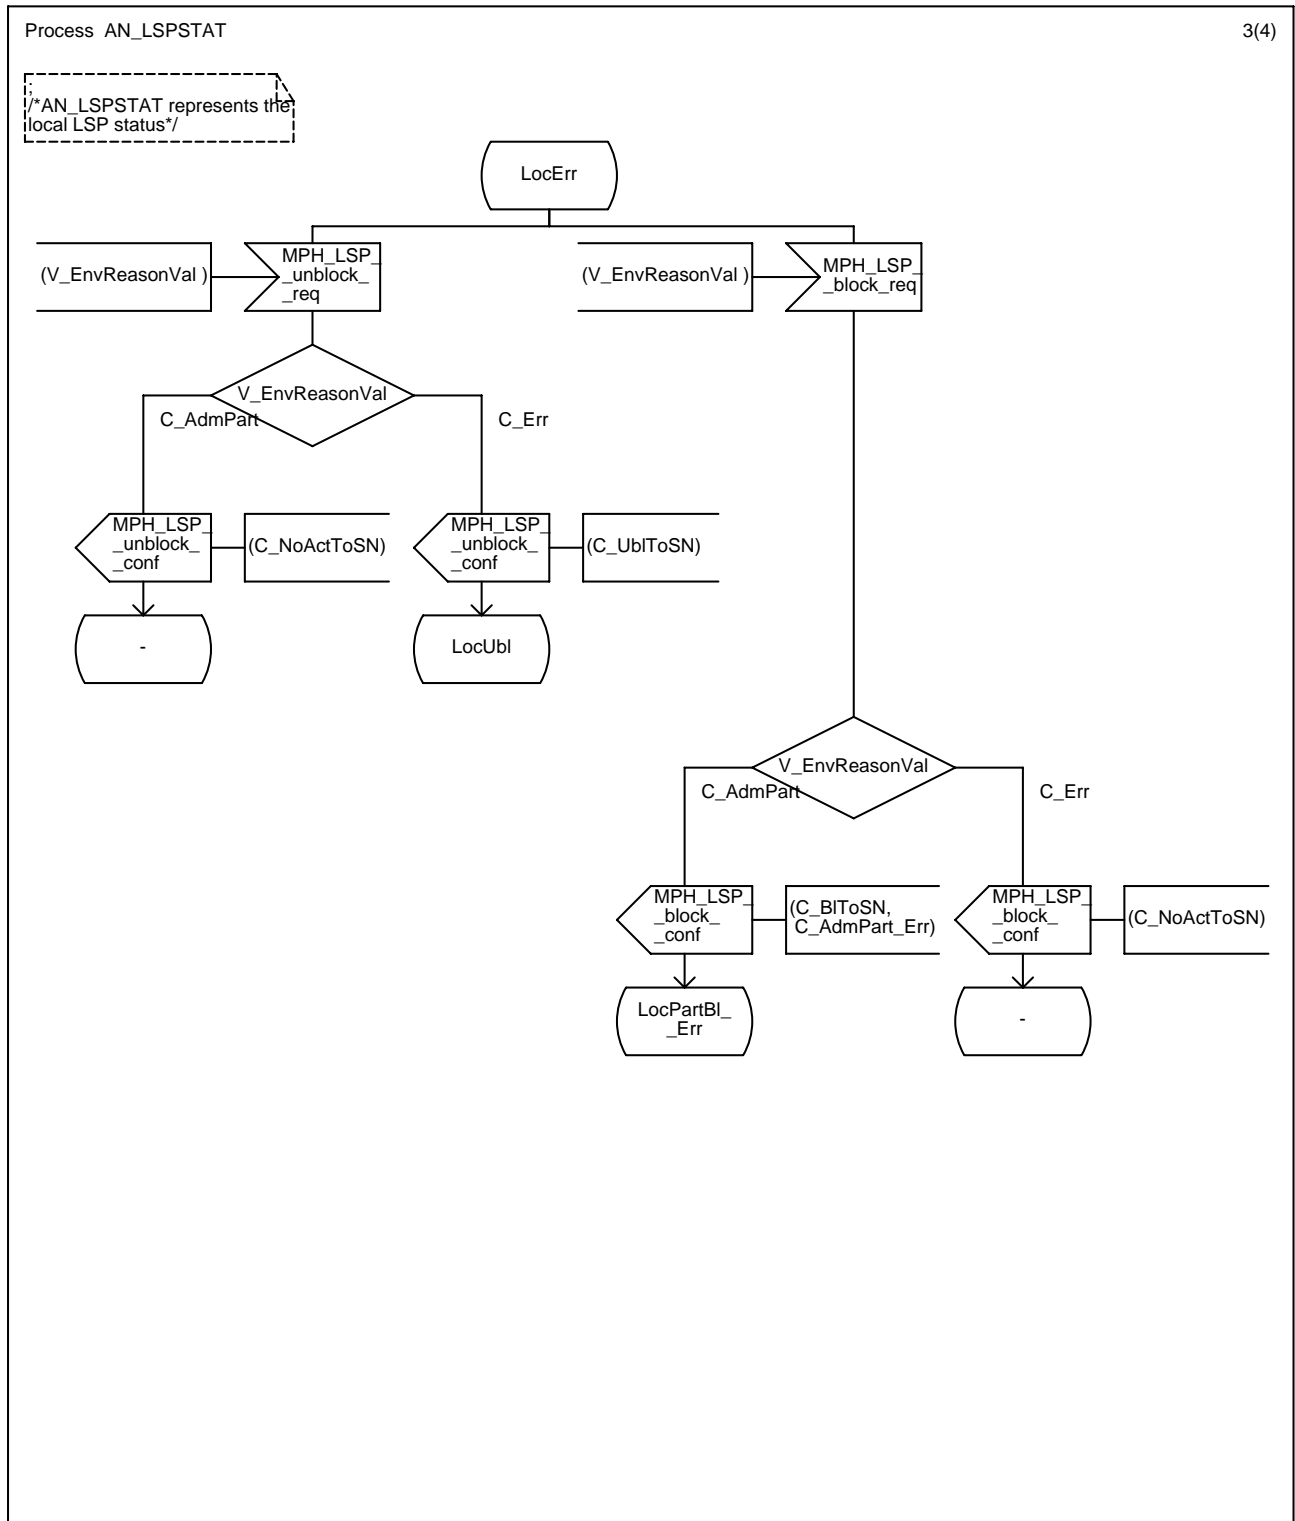 Process AN_LSPSTAT
3(4)
;
/*AN_LSPSTAT represents the
local LSP status*/
LocErr
(V_EnvReasonVal )
MPH_LSP_
_unblock_
_req
(V_EnvReasonVal )
MPH_LSP_
_block_req
V_EnvReasonVal
C_AdmPart
C_Err
MPH_LSP_
_unblock_
_conf
(C_NoActToSN)
MPH_LSP_
_unblock_
_conf
(C_UblToSN)
-
LocUbl
V_EnvReasonVal
C_AdmPart
C_Err
MPH_LSP_
_block_
_conf
(C_BlToSN,
C_AdmPart_Err)
MPH_LSP_
_block_
_conf
(C_NoActToSN)
LocPartBl_
_Err
-